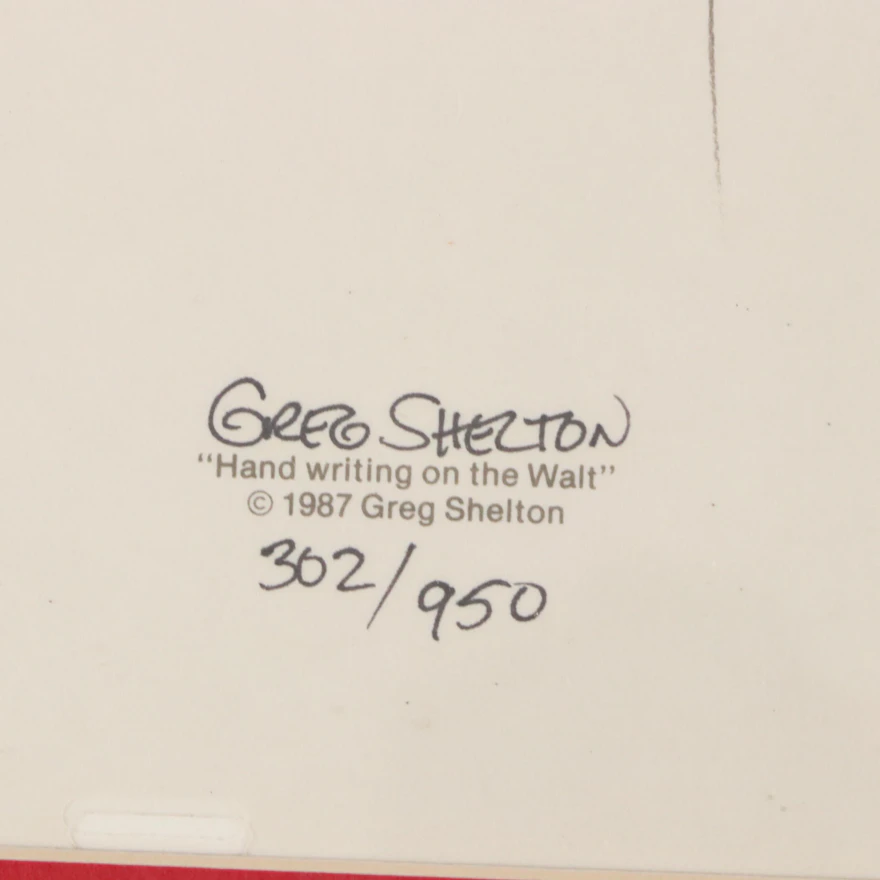 GREG SHELTON
“Hand writing on the Walt”
© 1987 Greg Shelton
302/950